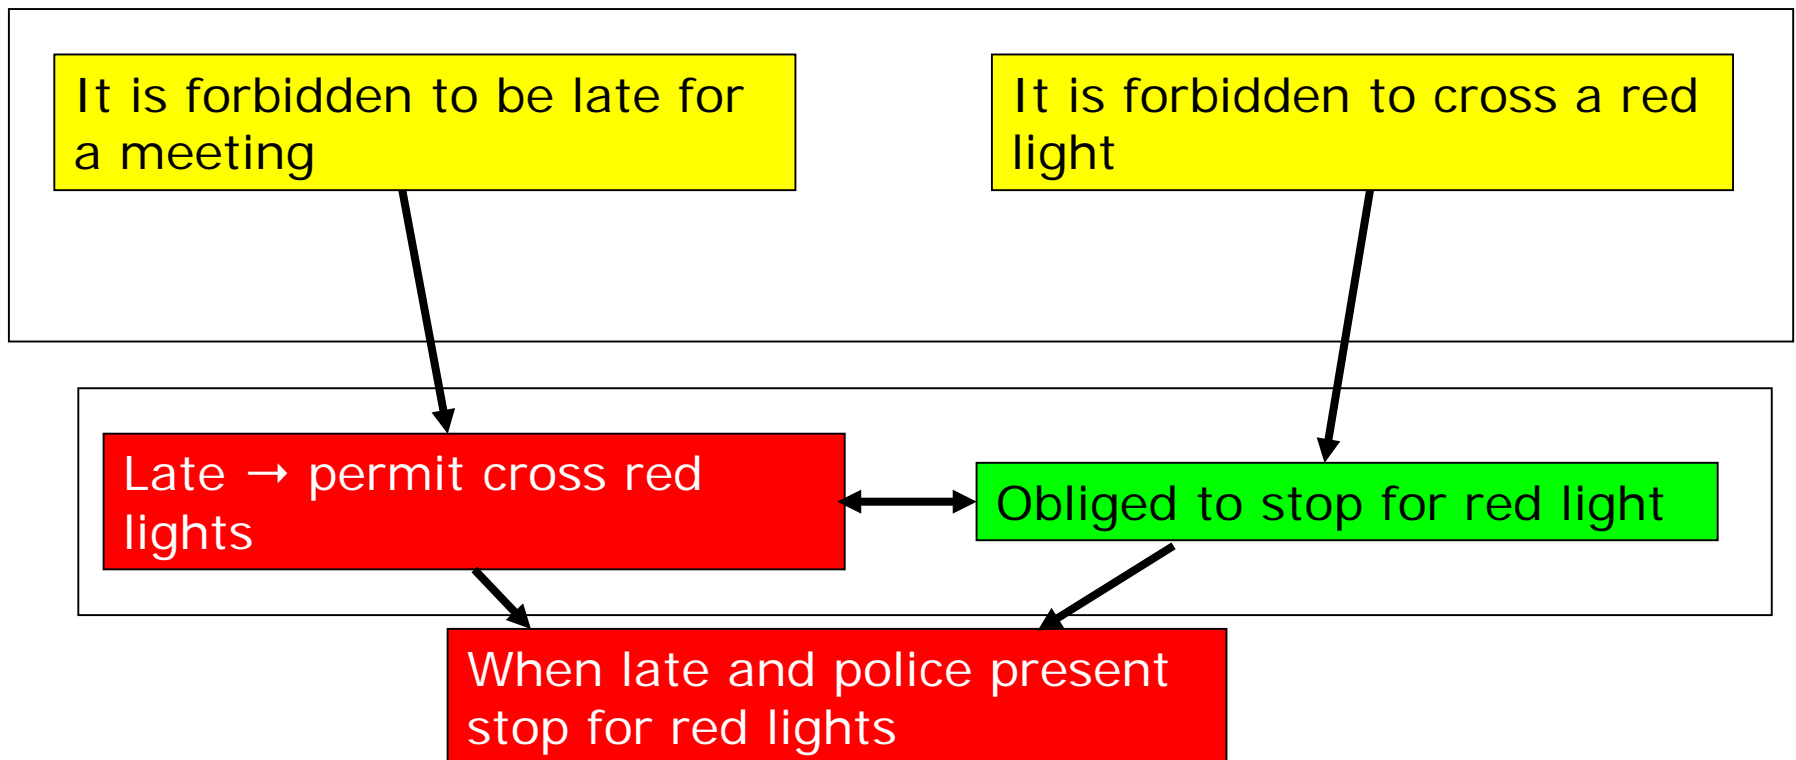 It is forbidden to be late for
a meeting
It is forbidden to cross a red
light
Late → permit cross red
lights
Obliged to stop for red light
When late and police present
stop for red lights